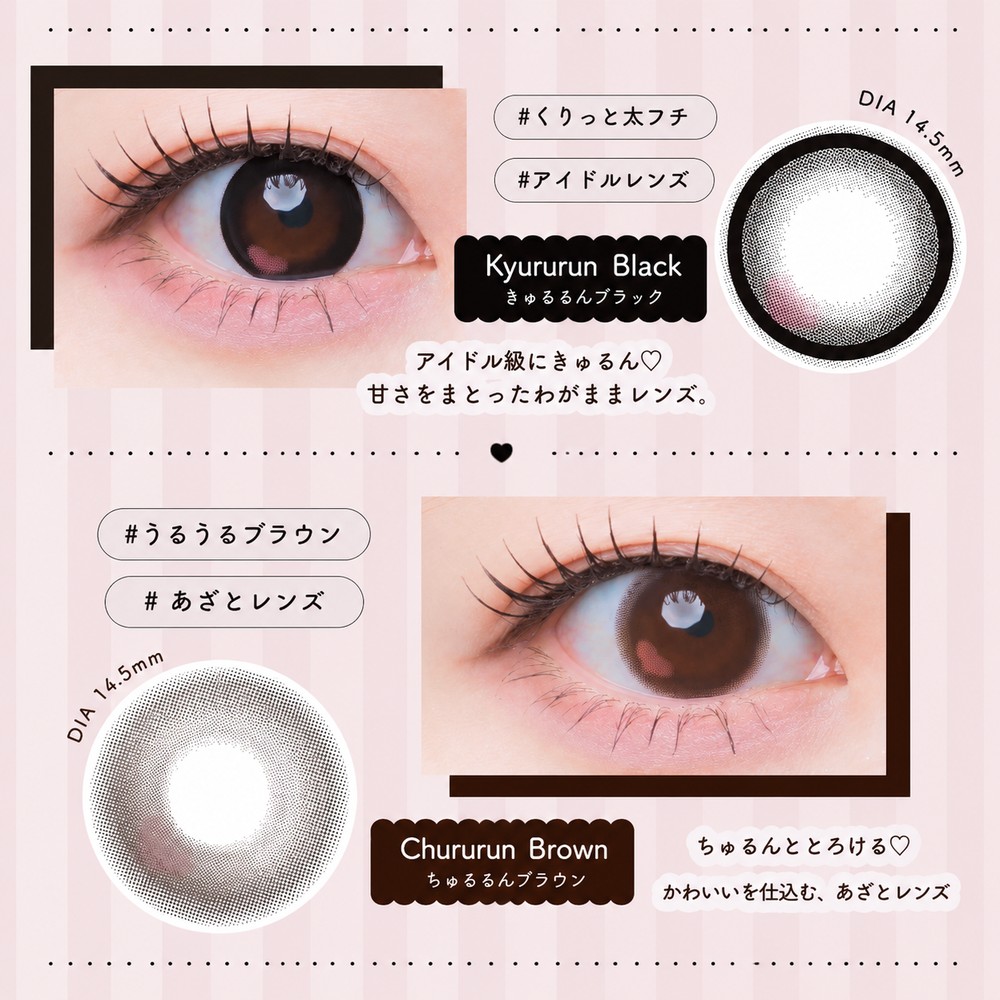 #くりっと太フチ
#アイドルレンズ
DIA 14.5mm
Kyururun Black
きゅるるんブラック
アイドル級にきゅるん♡
甘さをまとったわがままレンズ。
#うるうるブラウン
# あざとレンズ
DIA 14.5mm
Chururun Brown
ちゅるるんブラウン
ちゅるんととろける♡
かわいいを仕込む、あざとレンズ